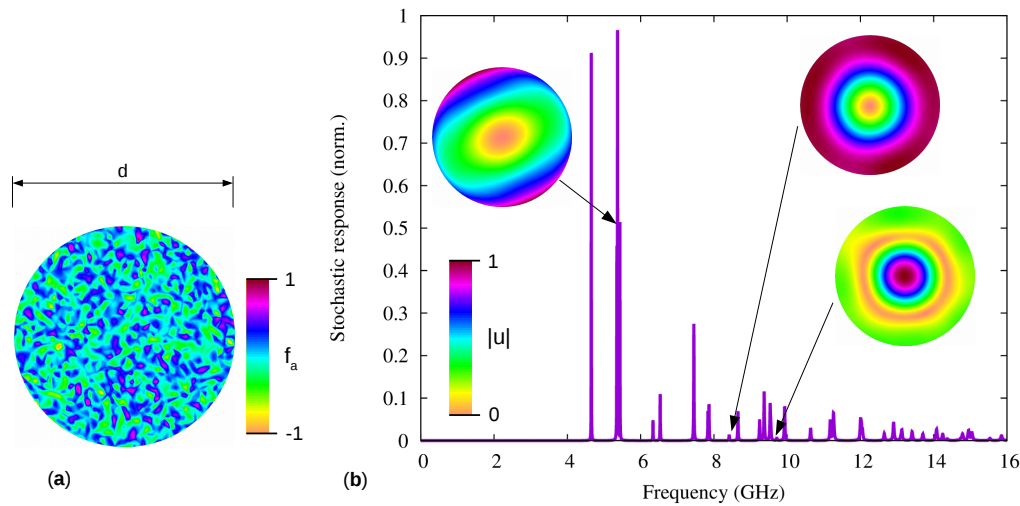 d
1
f_a
-1
(a)
Stochastic response (norm.)
1
0.9
0.8
0.7
0.6
0.5
0.4
0.3
0.2
0.1
0
1
|u|
0
0 2 4 6 8 10 12 14 16
Frequency (GHz)
(b)